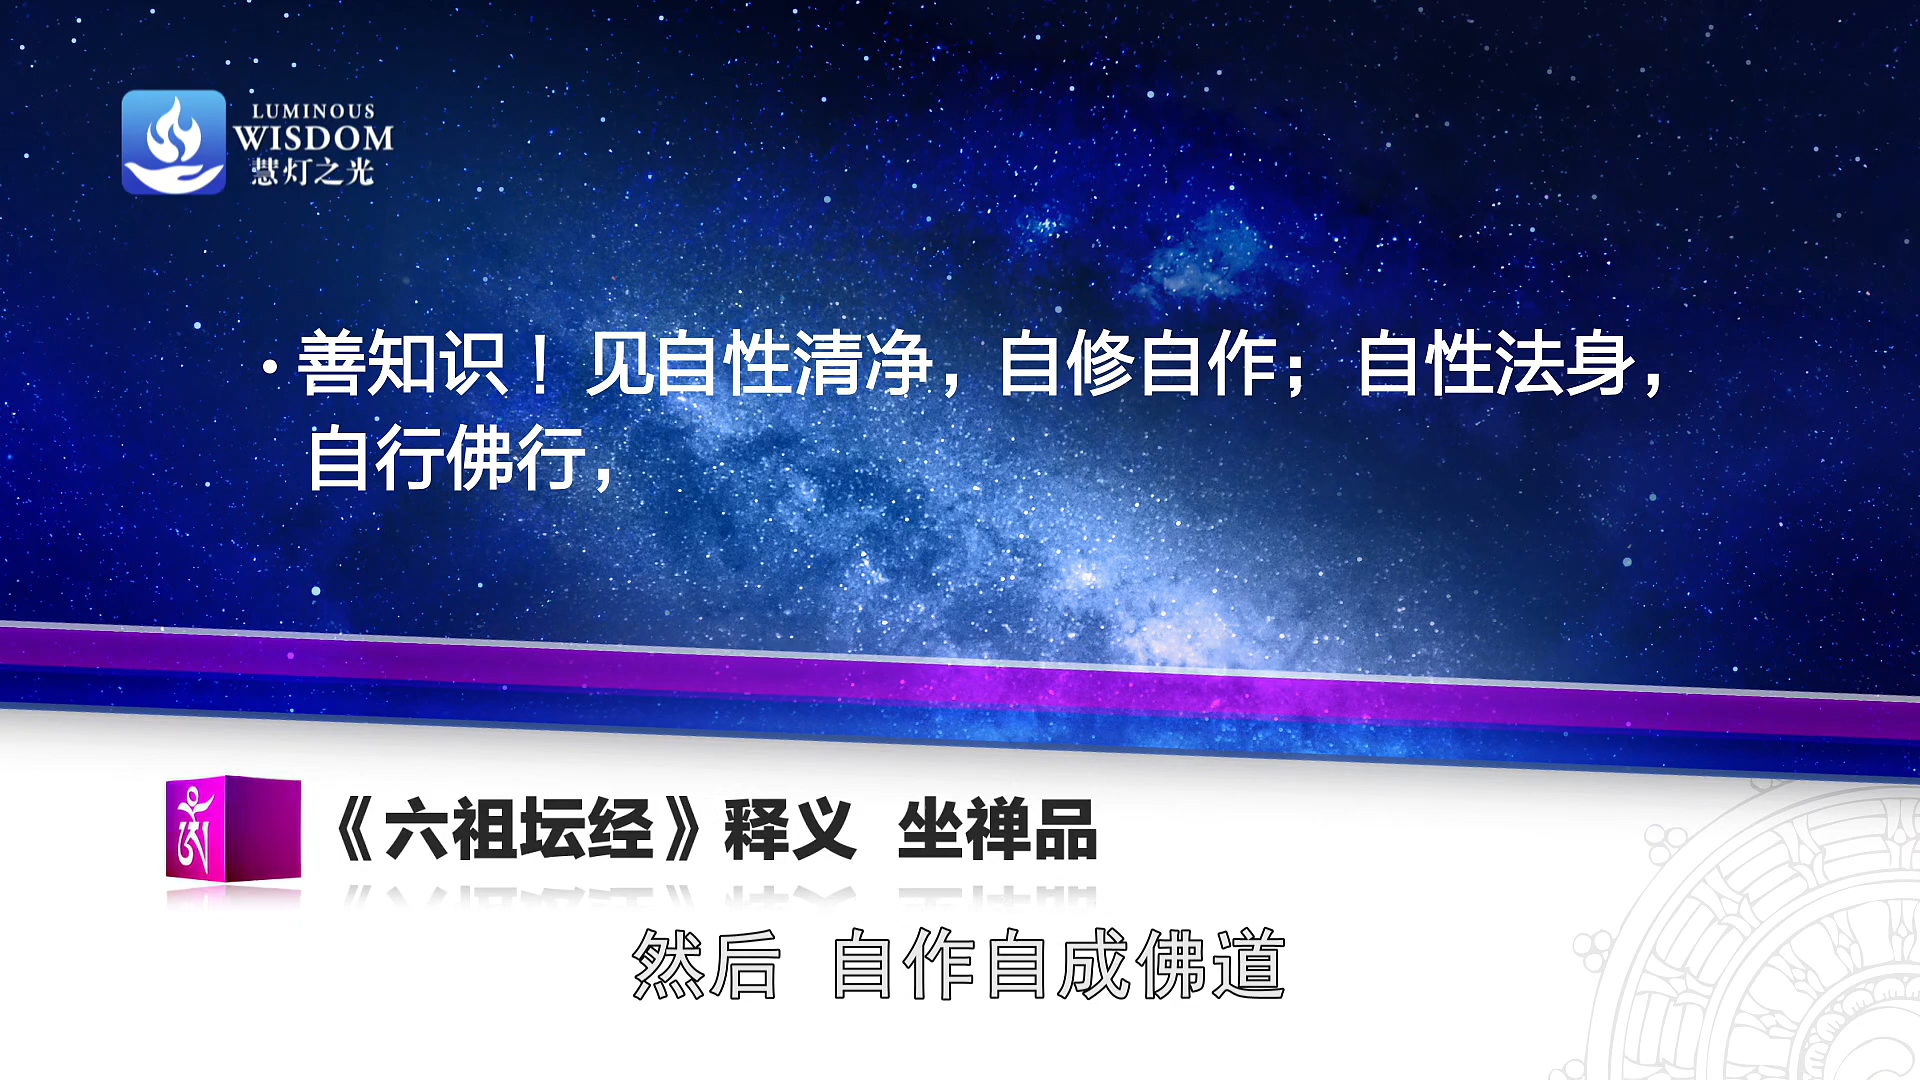 LUMINOUS
WISDOM
慧灯之光
• 善知识！见自性清净，自修自作；自性法身，
自行佛行，
ༀ
《六祖坛经》释义 坐禅品
然后 自作自成佛道